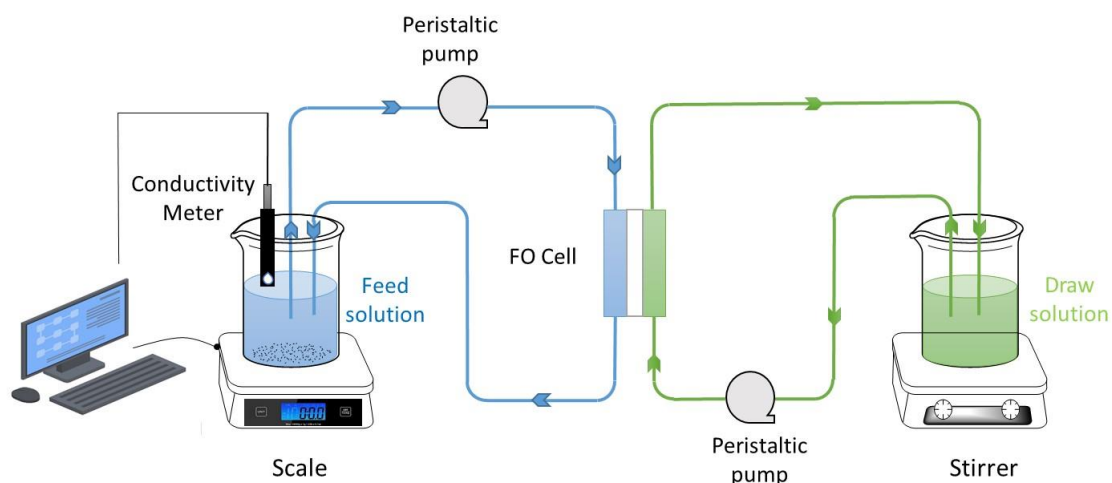 Peristaltic
pump
Conductivity
Meter
FO Cell
Feed
solution
Draw
solution
Peristaltic
pump
Scale
Stirrer